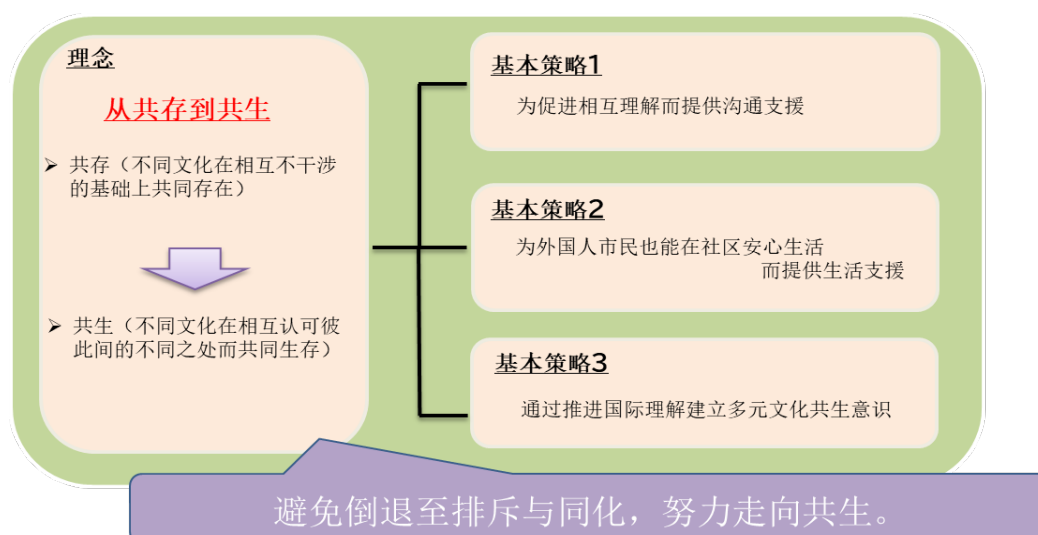 理念
从共存到共生
➢ 共存（不同文化在相互不干涉
的基础上共同存在）
➢ 共生（不同文化在相互认可彼
此间的不同之处而共同生存）
基本策略1
为促进相互理解而提供沟通支援
基本策略2
为外国人市民也能在社区安心生活
而提供生活支援
基本策略3
通过推进国际理解建立多元文化共生意识
避免倒退至排斥与同化，努力走向共生。